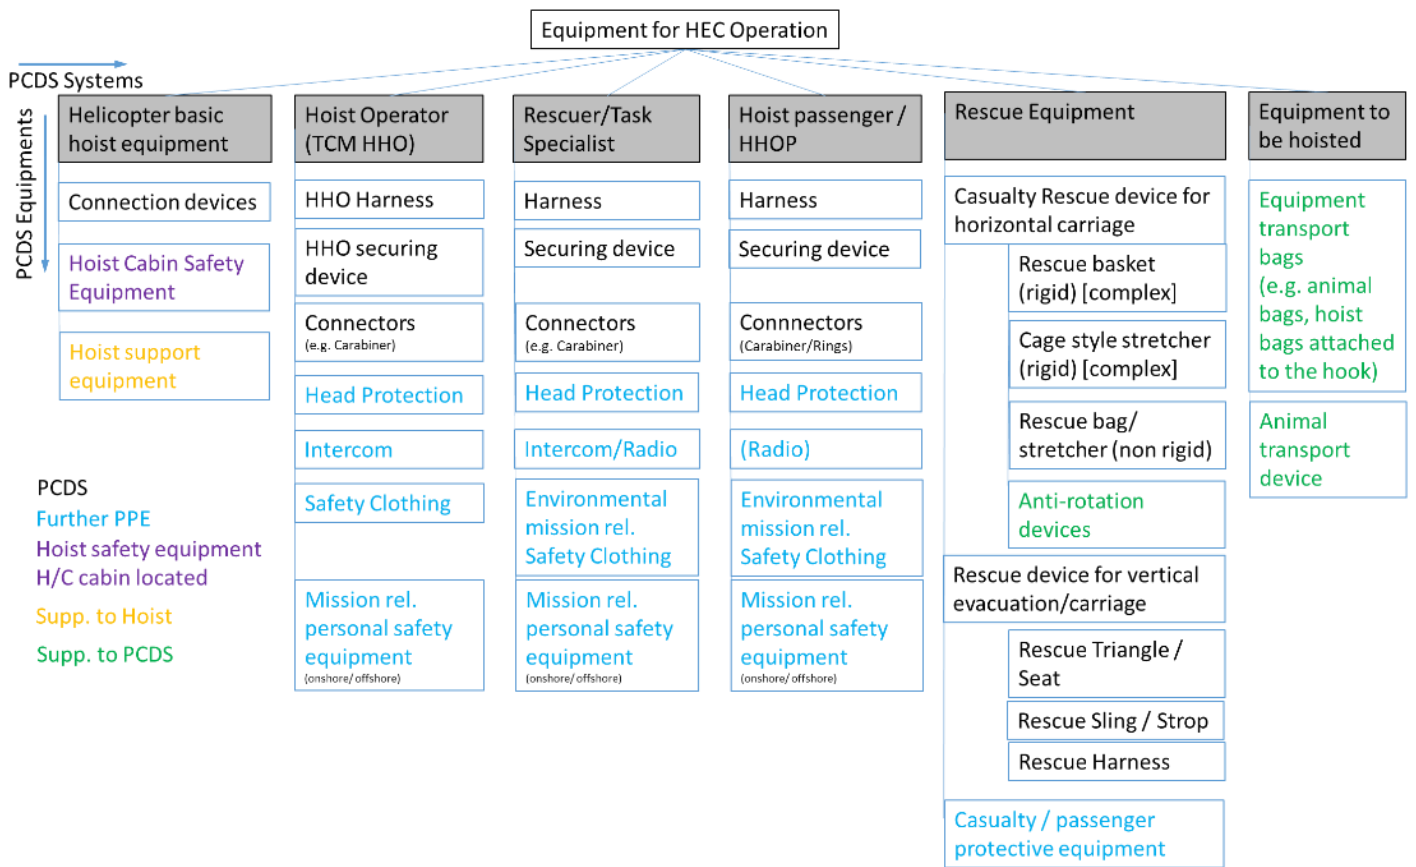 Equipment for HEC Operation
PCDS Systems
PCDS Equipments
Helicopter basic
hoist equipment
Connection devices
Hoist Cabin Safety
Equipment
Hoist support
equipment
PCDS
Further PPE
Hoist safety equipment
H/C cabin located
Supp. to Hoist
Supp. to PCDS
Hoist Operator
(TCM HHO)
HHO Harness
HHO securing
device
Connectors
(e.g. Carabiner)
Head Protection
Intercom
Safety Clothing
Mission rel.
personal safety
equipment
(onshore/ offshore)
Rescuer/Task
Specialist
Harness
Securing device
Connectors
(e.g. Carabiner)
Head Protection
Intercom/Radio
Environmental
mission rel.
Safety Clothing
Mission rel.
personal safety
equipment
(onshore/ offshore)
Hoist passenger /
HHOP
Harness
Securing device
Connnectors
(Carabiner/Rings)
Head Protection
(Radio)
Environmental
mission rel.
Safety Clothing
Mission rel.
personal safety
equipment
(onshore/ offshore)
Rescue Equipment
Casualty Rescue device for
horizontal carriage
Rescue basket
(rigid) [complex]
Cage style stretcher
(rigid) [complex]
Rescue bag/
stretcher (non rigid)
Anti-rotation
devices
Rescue device for vertical
evacuation/carriage
Rescue Triangle /
Seat
Rescue Sling / Strop
Rescue Harness
Casualty / passenger
protective equipment
Equipment to
be hoisted
Equipment
transport
bags
(e.g. animal
bags, hoist
bags attached
to the hook)
Animal
transport
device